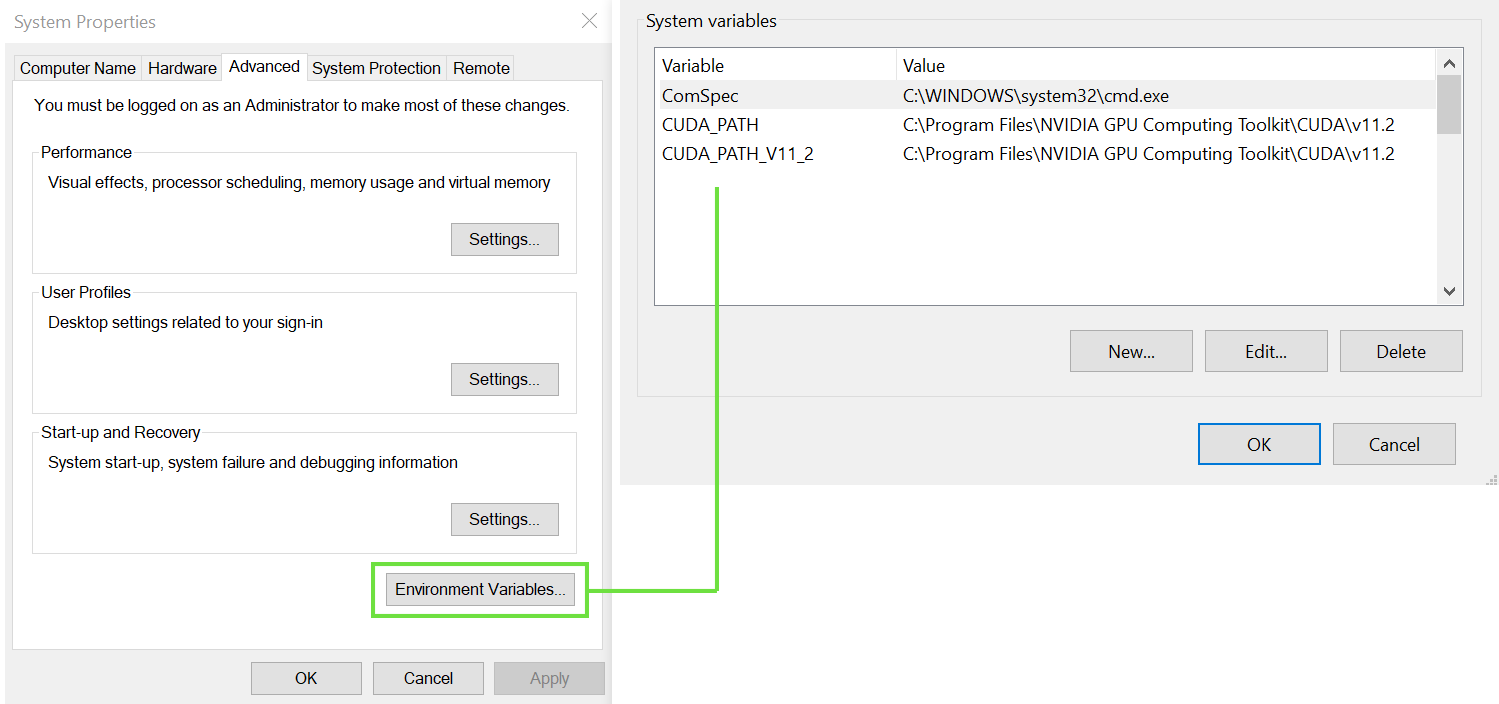 System Properties
Computer Name Hardware Advanced System Protection Remote
You must be logged on as an Administrator to make most of these changes.
Performance
Visual effects, processor scheduling, memory usage and virtual memory
Settings...
User Profiles
Desktop settings related to your sign-in
Settings...
Start-up and Recovery
System start-up, system failure and debugging information
Settings...
Environment Variables...
OK Cancel Apply
System variables
Variable Value
ComSpec C:\WINDOWS\system32\cmd.exe
CUDA_PATH C:\Program Files\NVIDIA GPU Computing Toolkit\CUDA\v11.2
CUDA_PATH_V11_2 C:\Program Files\NVIDIA GPU Computing Toolkit\CUDA\v11.2
New... Edit... Delete
OK Cancel